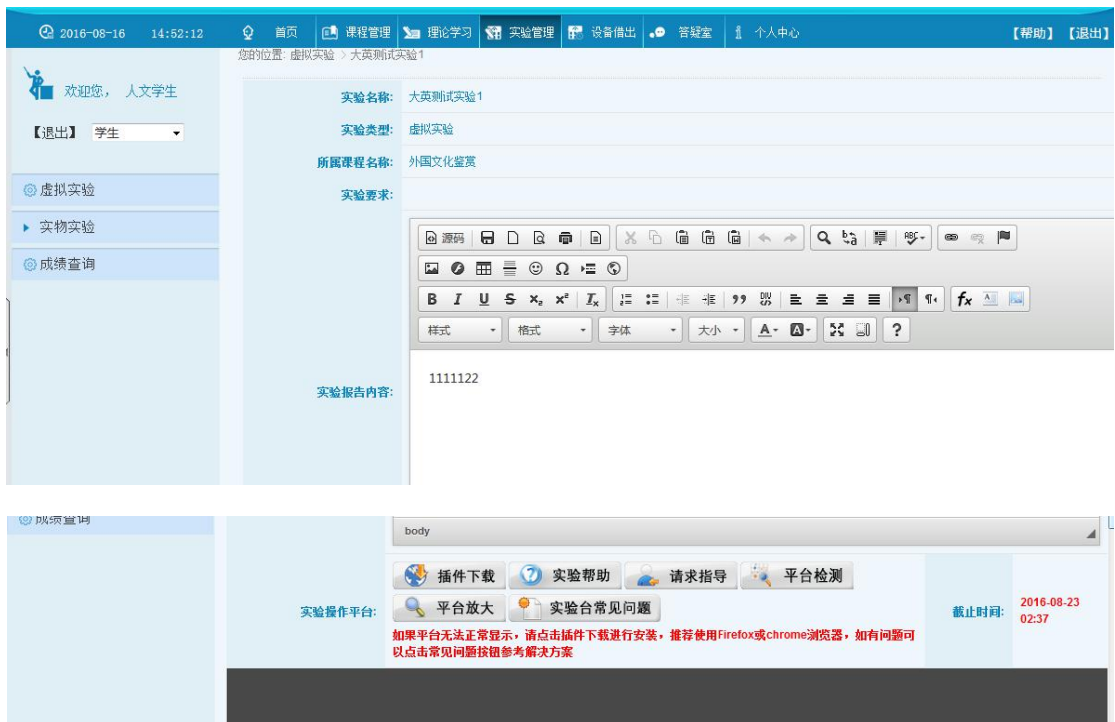 2016-08-16 14:52:12 首页 课程管理 理论学习 实验管理 设备借出 答疑室 个人中心 【帮助】 【退出】
您的位置: 虚拟实验 > 大英测试实验1
欢迎您， 人文学生
【退出】 学生
虚拟实验
实物实验
成绩查询
实验名称: 大英测试实验1
实验类型: 虚拟实验
所属课程名称: 外国文化鉴赏
实验要求:
源码
样式 格式 字体 大小
实验报告内容:
1111122
成绩查询
body
实验操作平台:
插件下载 实验帮助 请求指导 平台检测
平台放大 实验台常见问题
如果平台无法正常显示，请点击插件下载进行安装，推荐使用Firefox或chrome浏览器，如有问题可
以点击常见问题按钮参考解决方案
截止时间:
2016-08-23
02:37